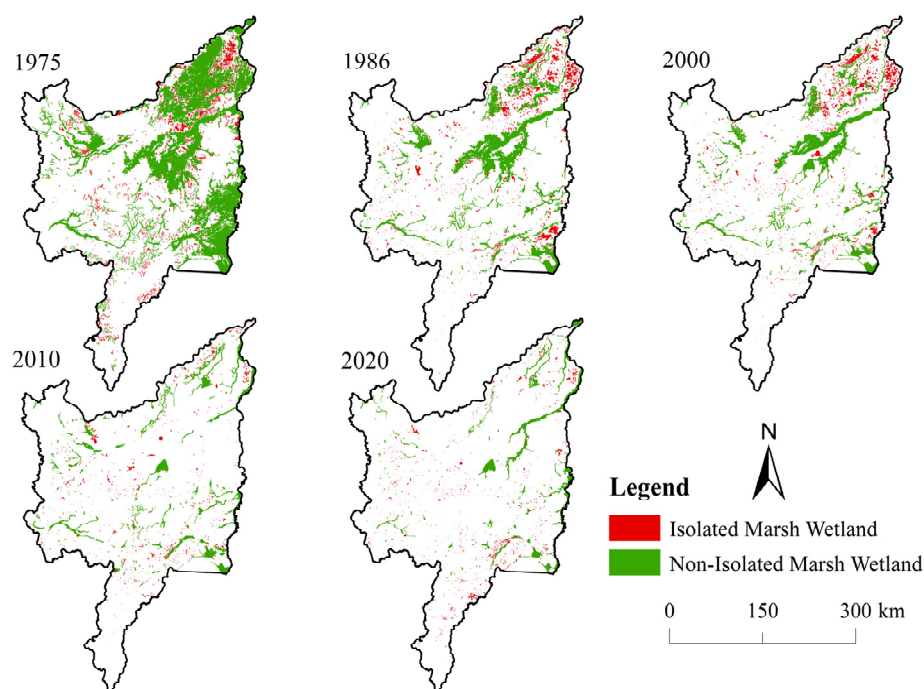 1975
1986
2000
2010
2020
N
Legend
Isolated Marsh Wetland
Non-Isolated Marsh Wetland
0 150 300 km